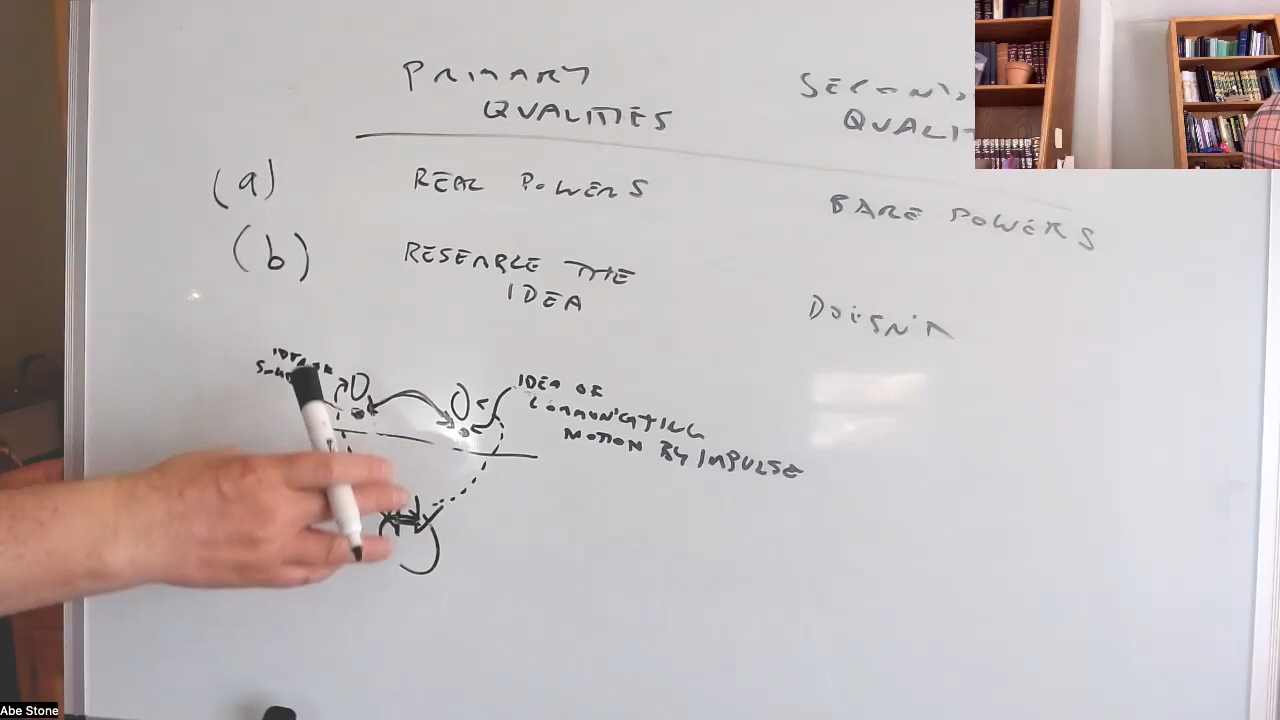 PRIMARY
QUALITIES
(a)
REAL POWERS
BARE POWERS
(b)
RESEMBLE THE
IDEA
DOESN'T
IDEA OF
COMMUNICATING
MOTION BY IMPULSE
Abe Stone